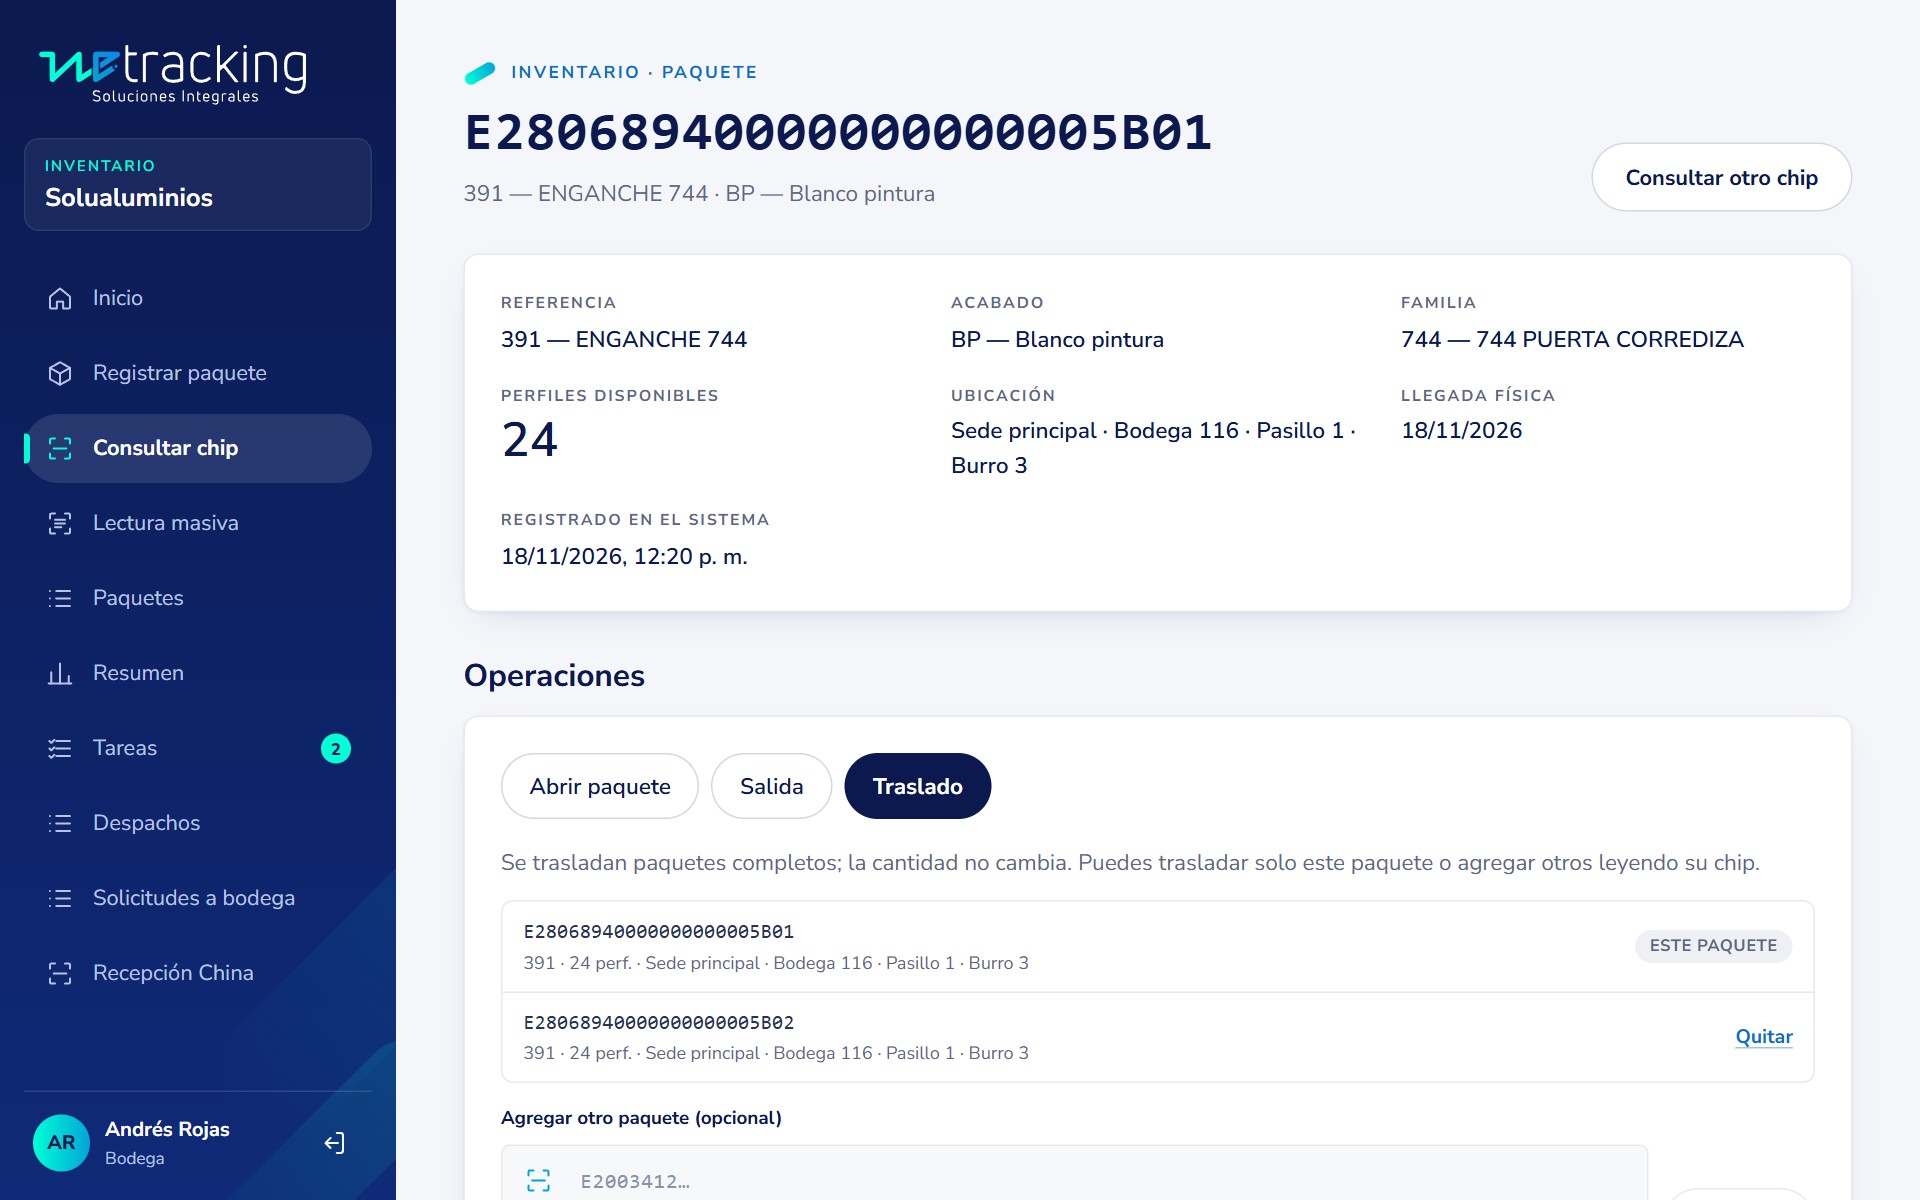 wetracking
Soluciones Integrales
INVENTARIO
Solualuminios
Inicio
Registrar paquete
Consultar chip
Lectura masiva
Paquetes
Resumen
Tareas
2
Despachos
Solicitudes a bodega
Recepción China
AR
Andrés Rojas
Bodega
INVENTARIO · PAQUETE
E28068940000000000005B01
391 — ENGANCHE 744 · BP — Blanco pintura
Consultar otro chip
REFERENCIA
391 — ENGANCHE 744
ACABADO
BP — Blanco pintura
FAMILIA
744 — 744 PUERTA CORREDIZA
PERFILES DISPONIBLES
24
UBICACIÓN
Sede principal · Bodega 116 · Pasillo 1 ·
Burro 3
LLEGADA FÍSICA
18/11/2026
REGISTRADO EN EL SISTEMA
18/11/2026, 12:20 p. m.
Operaciones
Abrir paquete
Salida
Traslado
Se trasladan paquetes completos; la cantidad no cambia. Puedes trasladar solo este paquete o agregar otros leyendo su chip.
E28068940000000000005B01
391 · 24 perf. · Sede principal · Bodega 116 · Pasillo 1 · Burro 3
ESTE PAQUETE
E28068940000000000005B02
391 · 24 perf. · Sede principal · Bodega 116 · Pasillo 1 · Burro 3
Quitar
Agregar otro paquete (opcional)
E2003412…